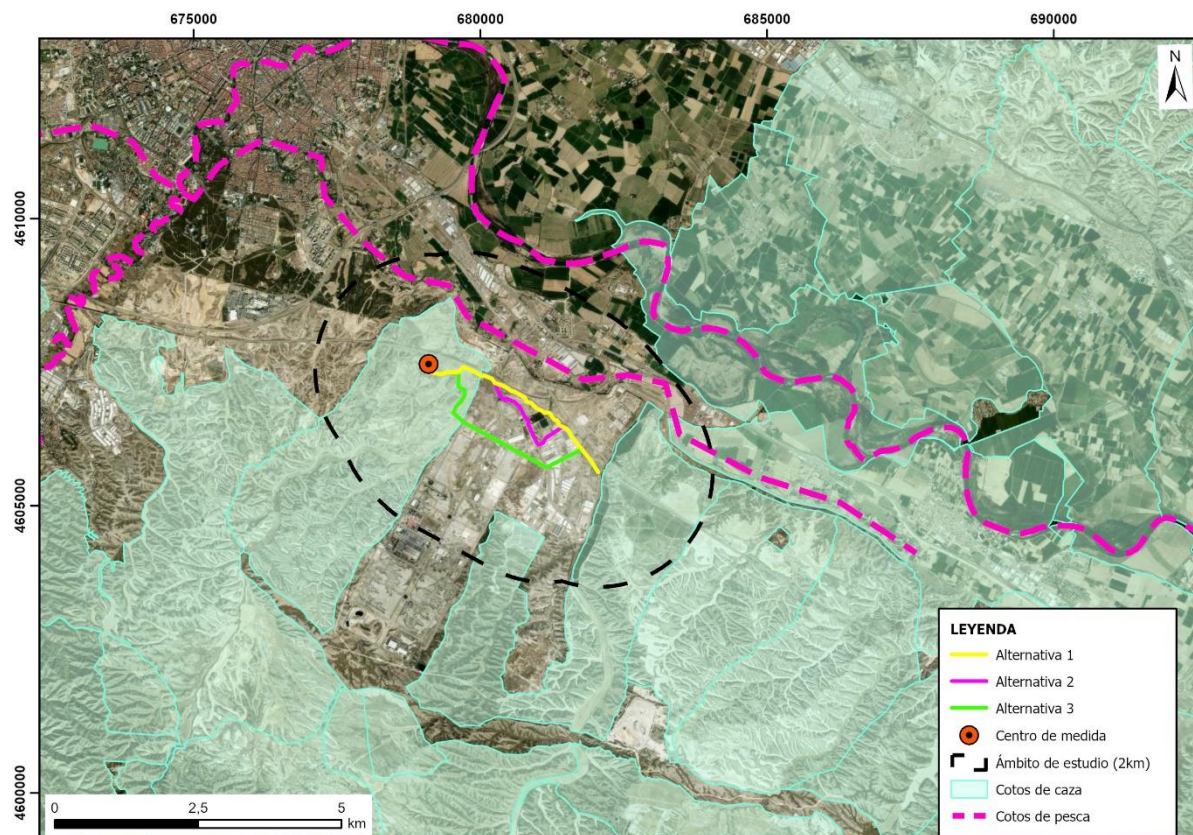 675000 680000 685000 690000
N
4610000
4605000
4600000
LEYENDA
Alternativa 1
Alternativa 2
Alternativa 3
Centro de medida
Ámbito de estudio (2km)
Cotos de caza
Cotos de pesca
0 2,5 5
km